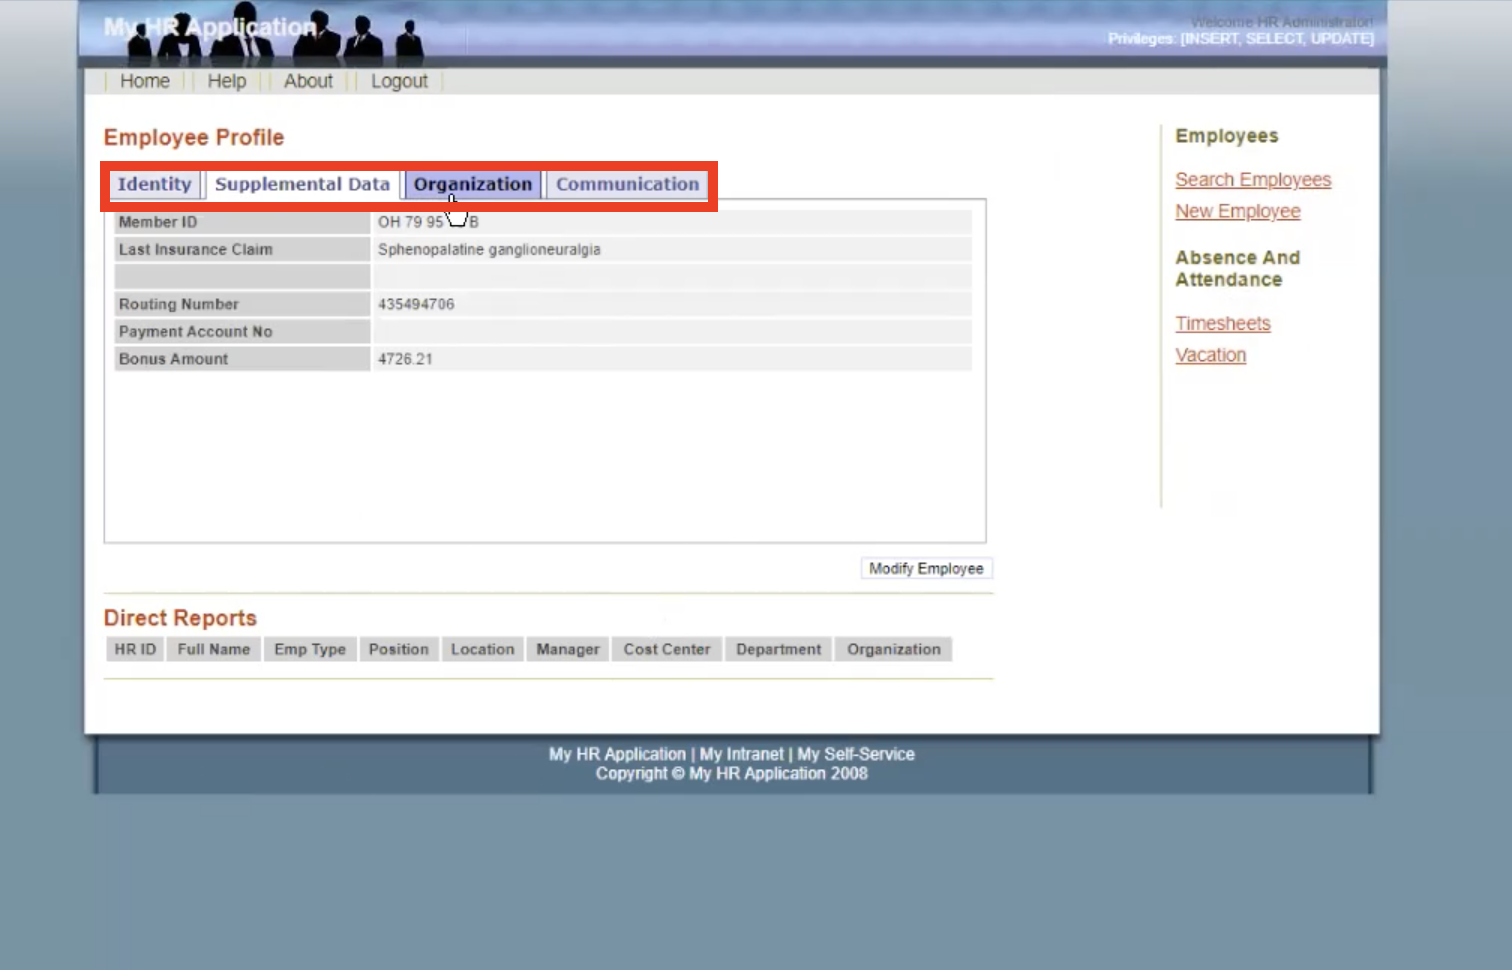 My HR Application
Welcome HR Administrator!
Privileges: [INSERT, SELECT, UPDATE]
Home Help About Logout
Employee Profile
Identity Supplemental Data Organization Communication
Member ID OH 79 95 B
Last Insurance Claim Sphenopalatine ganglioneuralgia
Routing Number 435494706
Payment Account No
Bonus Amount 4726.21
Modify Employee
Direct Reports
HR ID Full Name Emp Type Position Location Manager Cost Center Department Organization
Employees
Search Employees
New Employee
Absence And
Attendance
Timesheets
Vacation
My HR Application | My Intranet | My Self-Service
Copyright © My HR Application 2008